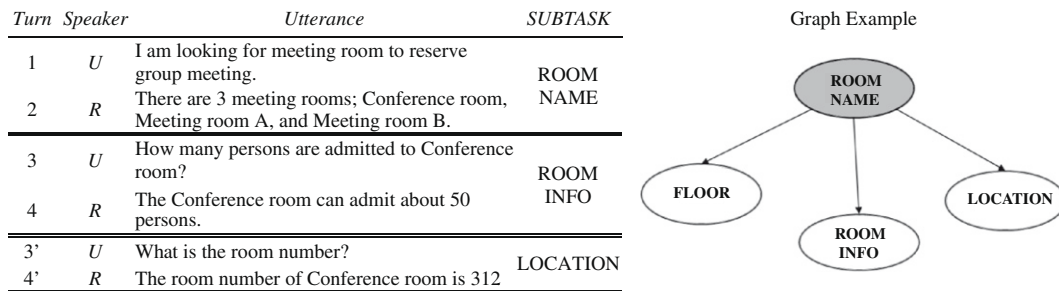 Turn Speaker Utterance SUBTASK
1 U I am looking for meeting room to reserve group meeting.
ROOM NAME
2 R There are 3 meeting rooms; Conference room, Meeting room A, and Meeting room B.
3 U How many persons are admitted to Conference room?
ROOM INFO
4 R The Conference room can admit about 50 persons.
3’ U What is the room number?
LOCATION
4’ R The room number of Conference room is 312
Graph Example
ROOM
NAME
FLOOR
LOCATION
ROOM
INFO